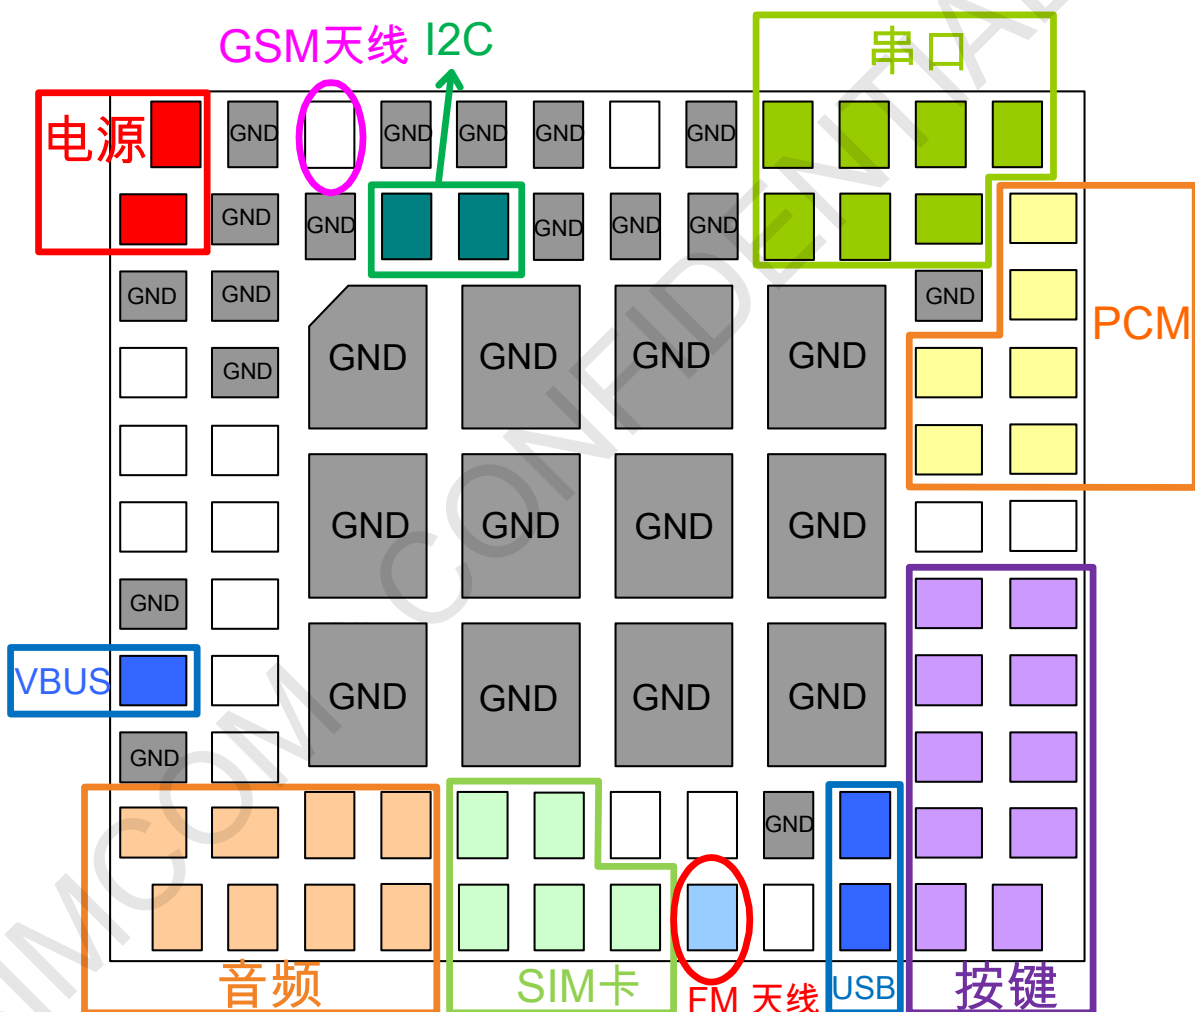 GSM天线 I2C
串口
电源
GND GND GND GND GND
GND GND GND GND GND
PCM
GND GND GND
GND
GND GND GND GND
GND GND GND GND
GND
GND GND GND GND
VBUS
GND
GND
音频
SIM卡
FM 天线
USB
按键
SIMCOM CONFIDENTIAL